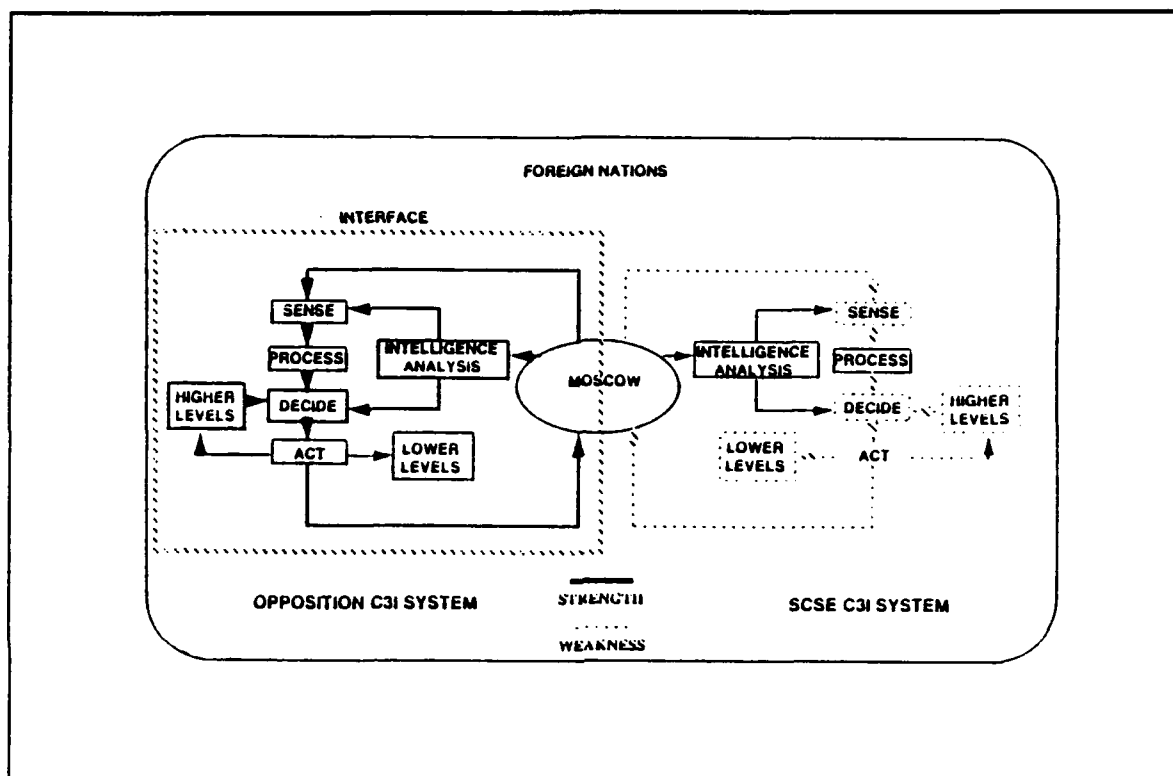 FOREIGN NATIONS
INTERFACE
SENSE
PROCESS
INTELLIGENCE
ANALYSIS
HIGHER
LEVELS
DECIDE
ACT
LOWER
LEVELS
MOSCOW
INTELLIGENCE
ANALYSIS
SENSE
PROCESS
DECIDE
HIGHER
LEVELS
LOWER
LEVELS
ACT
OPPOSITION C3I SYSTEM
STRENGTH
WEAKNESS
SCSE C3I SYSTEM